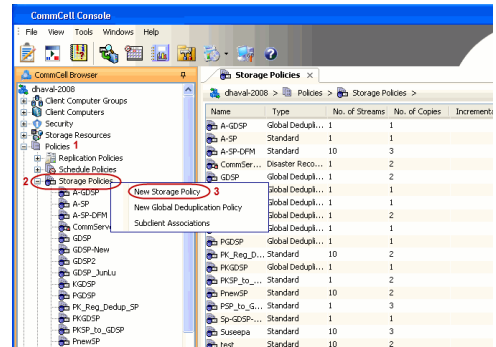 CommCell Console
File View Tools Windows Help
CommCell Browser
dhaval-2008
Client Computer Groups
Client Computers
Security
Storage Resources
Policies 1
Replication Policies
Schedule Policies
2 Storage Policies
A-GDSP
A-SP
A-SP-DFM
CommServe
GDSP
GDSP-New
GDSP2
GDSP_JunLu
KGDSP
PGDSP
PK_Reg_Dedup_SP
PKGDSP
PKSP_to_GDSP
PnewSP
New Storage Policy 3
New Global Deduplication Policy
Subclient Associations
Storage Policies
dhaval-2008 > Policies > Storage Policies >
Name Type No. of Streams No. of Copies Incrementa
A-GDSP Global Dedupli... 1 1
A-SP Standard 1 1
A-SP-DFM Standard 10 3
CommSer... Disaster Reco... 1 2
GDSP Global Dedupli... 1 2
Global Dedupli... 1 1
Global Dedupli... 1 1
Global Dedupli... 1 2
Global Dedupli... 1 1
PGDSP Global Dedupli... 1 1
PK_Reg_D... Standard 10 2
PKGDSP Global Dedupli... 1 1
PKSP_to_... Standard 1 2
PnewSP Standard 10 2
PSP_to_G... Standard 1 3
Sp-GDSP-... Standard 1 1
Suseepa Standard 10 3
test Standard 10 2